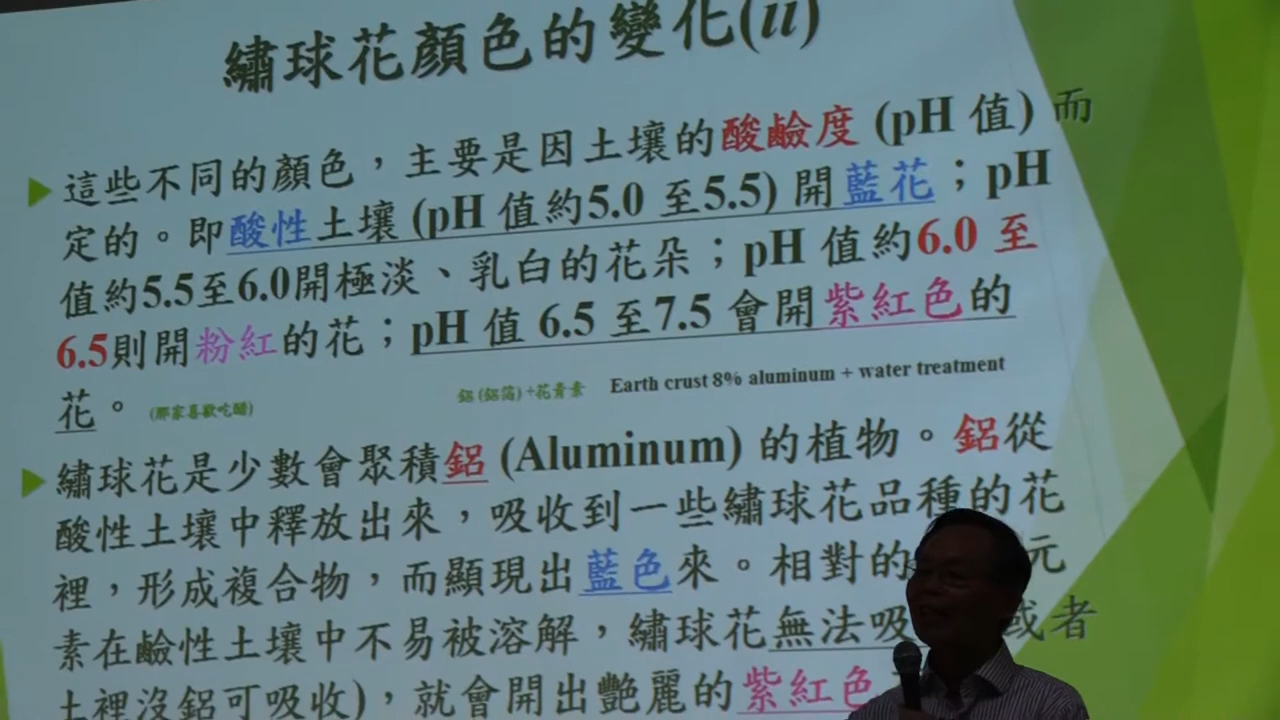 繡球花顏色的變化(ii)
這些不同的顏色，主要是因土壤的酸鹼度 (pH 值) 而
定的。即酸性土壤 (pH 值約5.0 至5.5) 開藍花；pH
值約5.5至6.0開極淡、乳白的花朵；pH 值約6.0 至
6.5則開粉紅的花；pH 值 6.5 至7.5 會開紫紅色的
花。 (那家喜歡吃醋) 鋁 (鋁箔) +花青素 Earth crust 8% aluminum + water treatment
繡球花是少數會聚積鋁 (Aluminum) 的植物。鋁從
酸性土壤中釋放出來，吸收到一些繡球花品種的花
裡，形成複合物，而顯現出藍色來。相對的 元
素在鹼性土壤中不易被溶解，繡球花無法吸 或者
土裡沒鋁可吸收)，就會開出艷麗的紫紅色